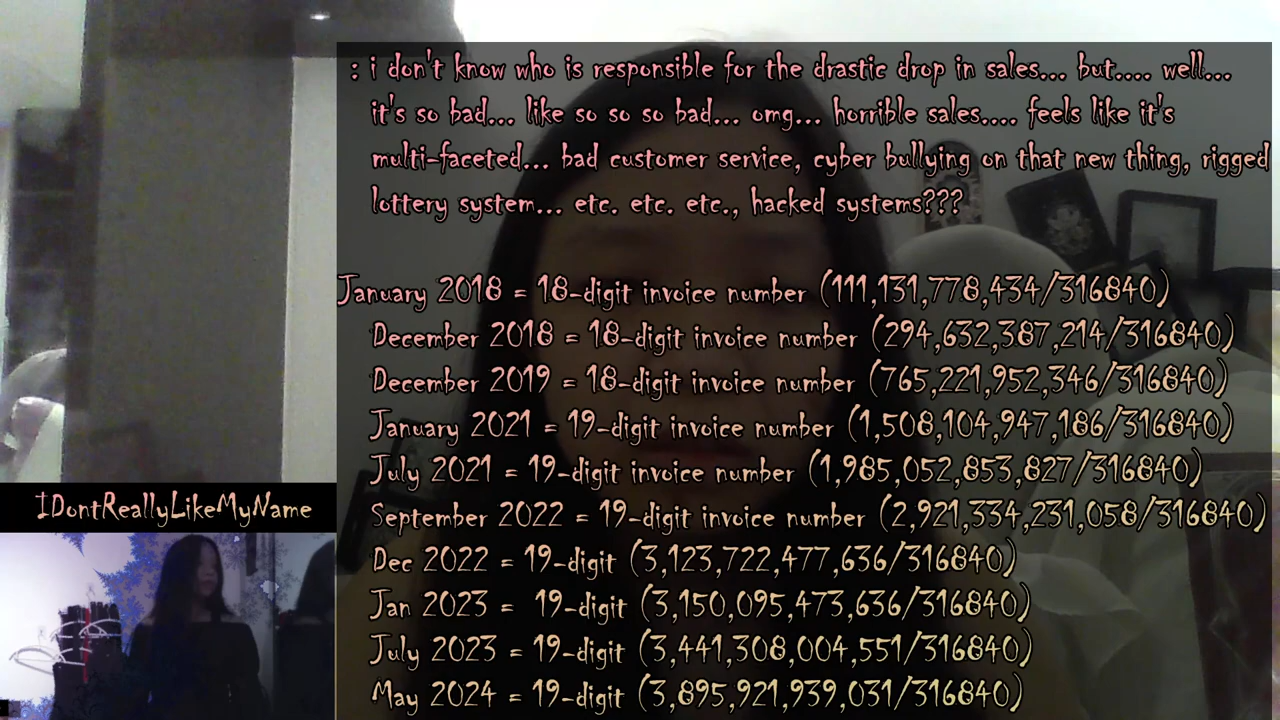 : i don't know who is responsible for the drastic drop in sales... but.... well...
it's so bad... like so so so bad... omg... horrible sales.... feels like it's
multi-faceted... bad customer service, cyber bullying on that new thing, rigged
lottery system... etc. etc. etc., hacked systems???
January 2018 = 18-digit invoice number (111,131,778,434/316840)
December 2018 = 18-digit invoice number (294,632,387,214/316840)
December 2019 = 18-digit invoice number (765,221,952,346/316840)
January 2021 = 19-digit invoice number (1,508,104,947,186/316840)
July 2021 = 19-digit invoice number (1,985,052,853,827/316840)
September 2022 = 19-digit invoice number (2,921,334,231,058/316840)
Dec 2022 = 19-digit (3,123,722,477,636/316840)
Jan 2023 = 19-digit (3,150,095,473,636/316840)
July 2023 = 19-digit (3,441,308,004,551/316840)
May 2024 = 19-digit (3,895,921,939,031/316840)
IDontReallyLikeMyName